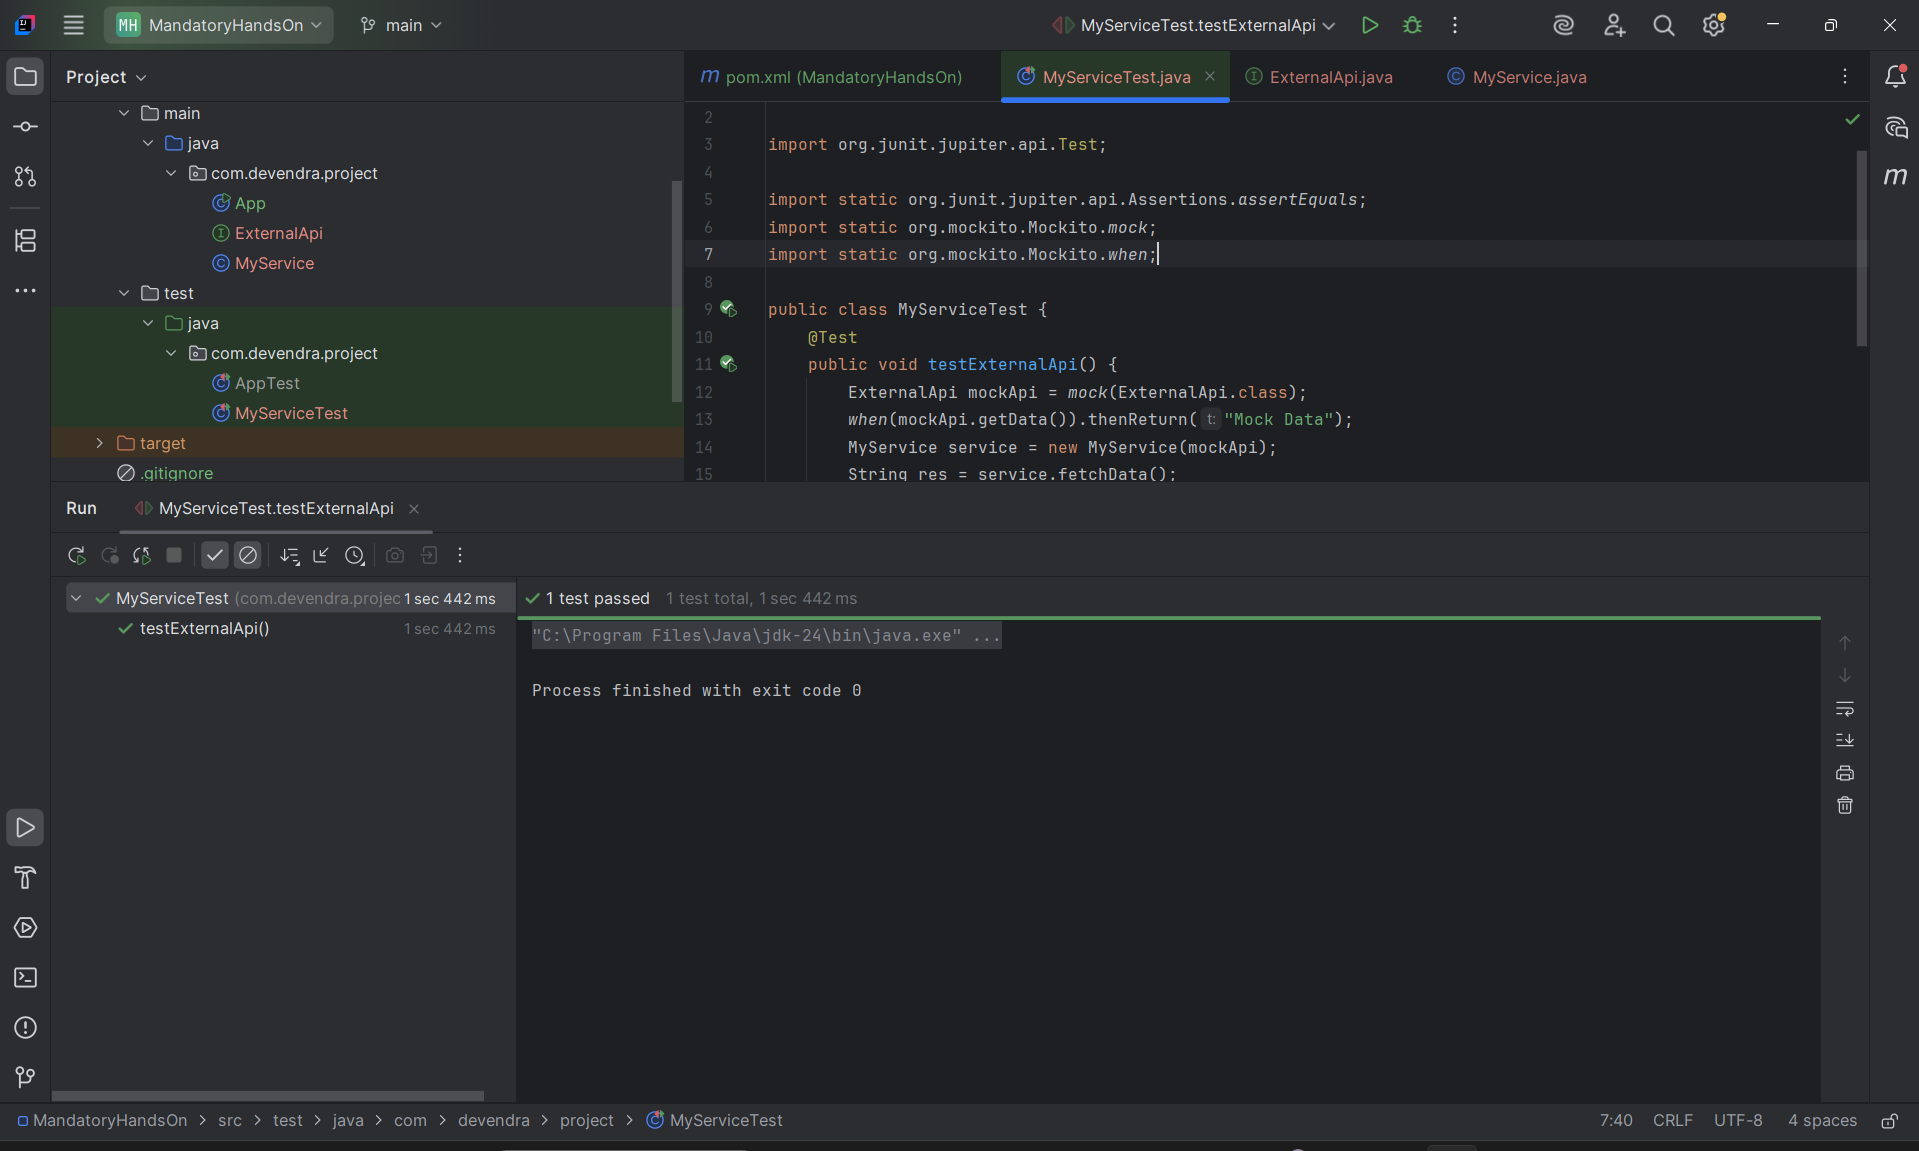 MH MandatoryHandsOn main MyServiceTest.testExternalApi
Project
main
java
com.devendra.project
App
ExternalApi
MyService
test
java
com.devendra.project
AppTest
MyServiceTest
target
.gitignore
m pom.xml (MandatoryHandsOn) MyServiceTest.java ExternalApi.java MyService.java
2
3 import org.junit.jupiter.api.Test;
4
5 import static org.junit.jupiter.api.Assertions.assertEquals;
6 import static org.mockito.Mockito.mock;
7 import static org.mockito.Mockito.when;
8
9 public class MyServiceTest {
10 @Test
11 public void testExternalApi() {
12 ExternalApi mockApi = mock(ExternalApi.class);
13 when(mockApi.getData()).thenReturn( t: "Mock Data");
14 MyService service = new MyService(mockApi);
15 String res = service.fetchData();
m
Run MyServiceTest.testExternalApi
MyServiceTest (com.devendra.projec 1 sec 442 ms
testExternalApi() 1 sec 442 ms
1 test passed 1 test total, 1 sec 442 ms
"C:\Program Files\Java\jdk-24\bin\java.exe" ...
Process finished with exit code 0
MandatoryHandsOn > src > test > java > com > devendra > project > MyServiceTest 7:40 CRLF UTF-8 4 spaces